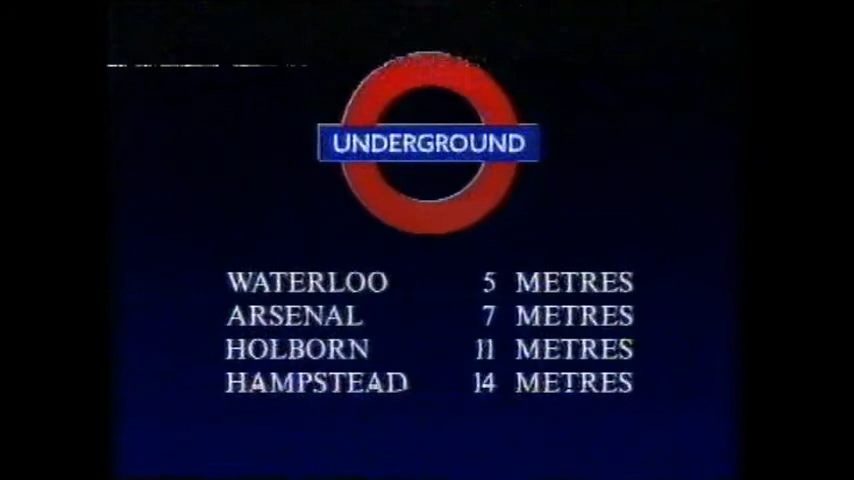 UNDERGROUND
WATERLOO 5 METRES
ARSENAL 7 METRES
HOLBORN 11 METRES
HAMPSTEAD 14 METRES